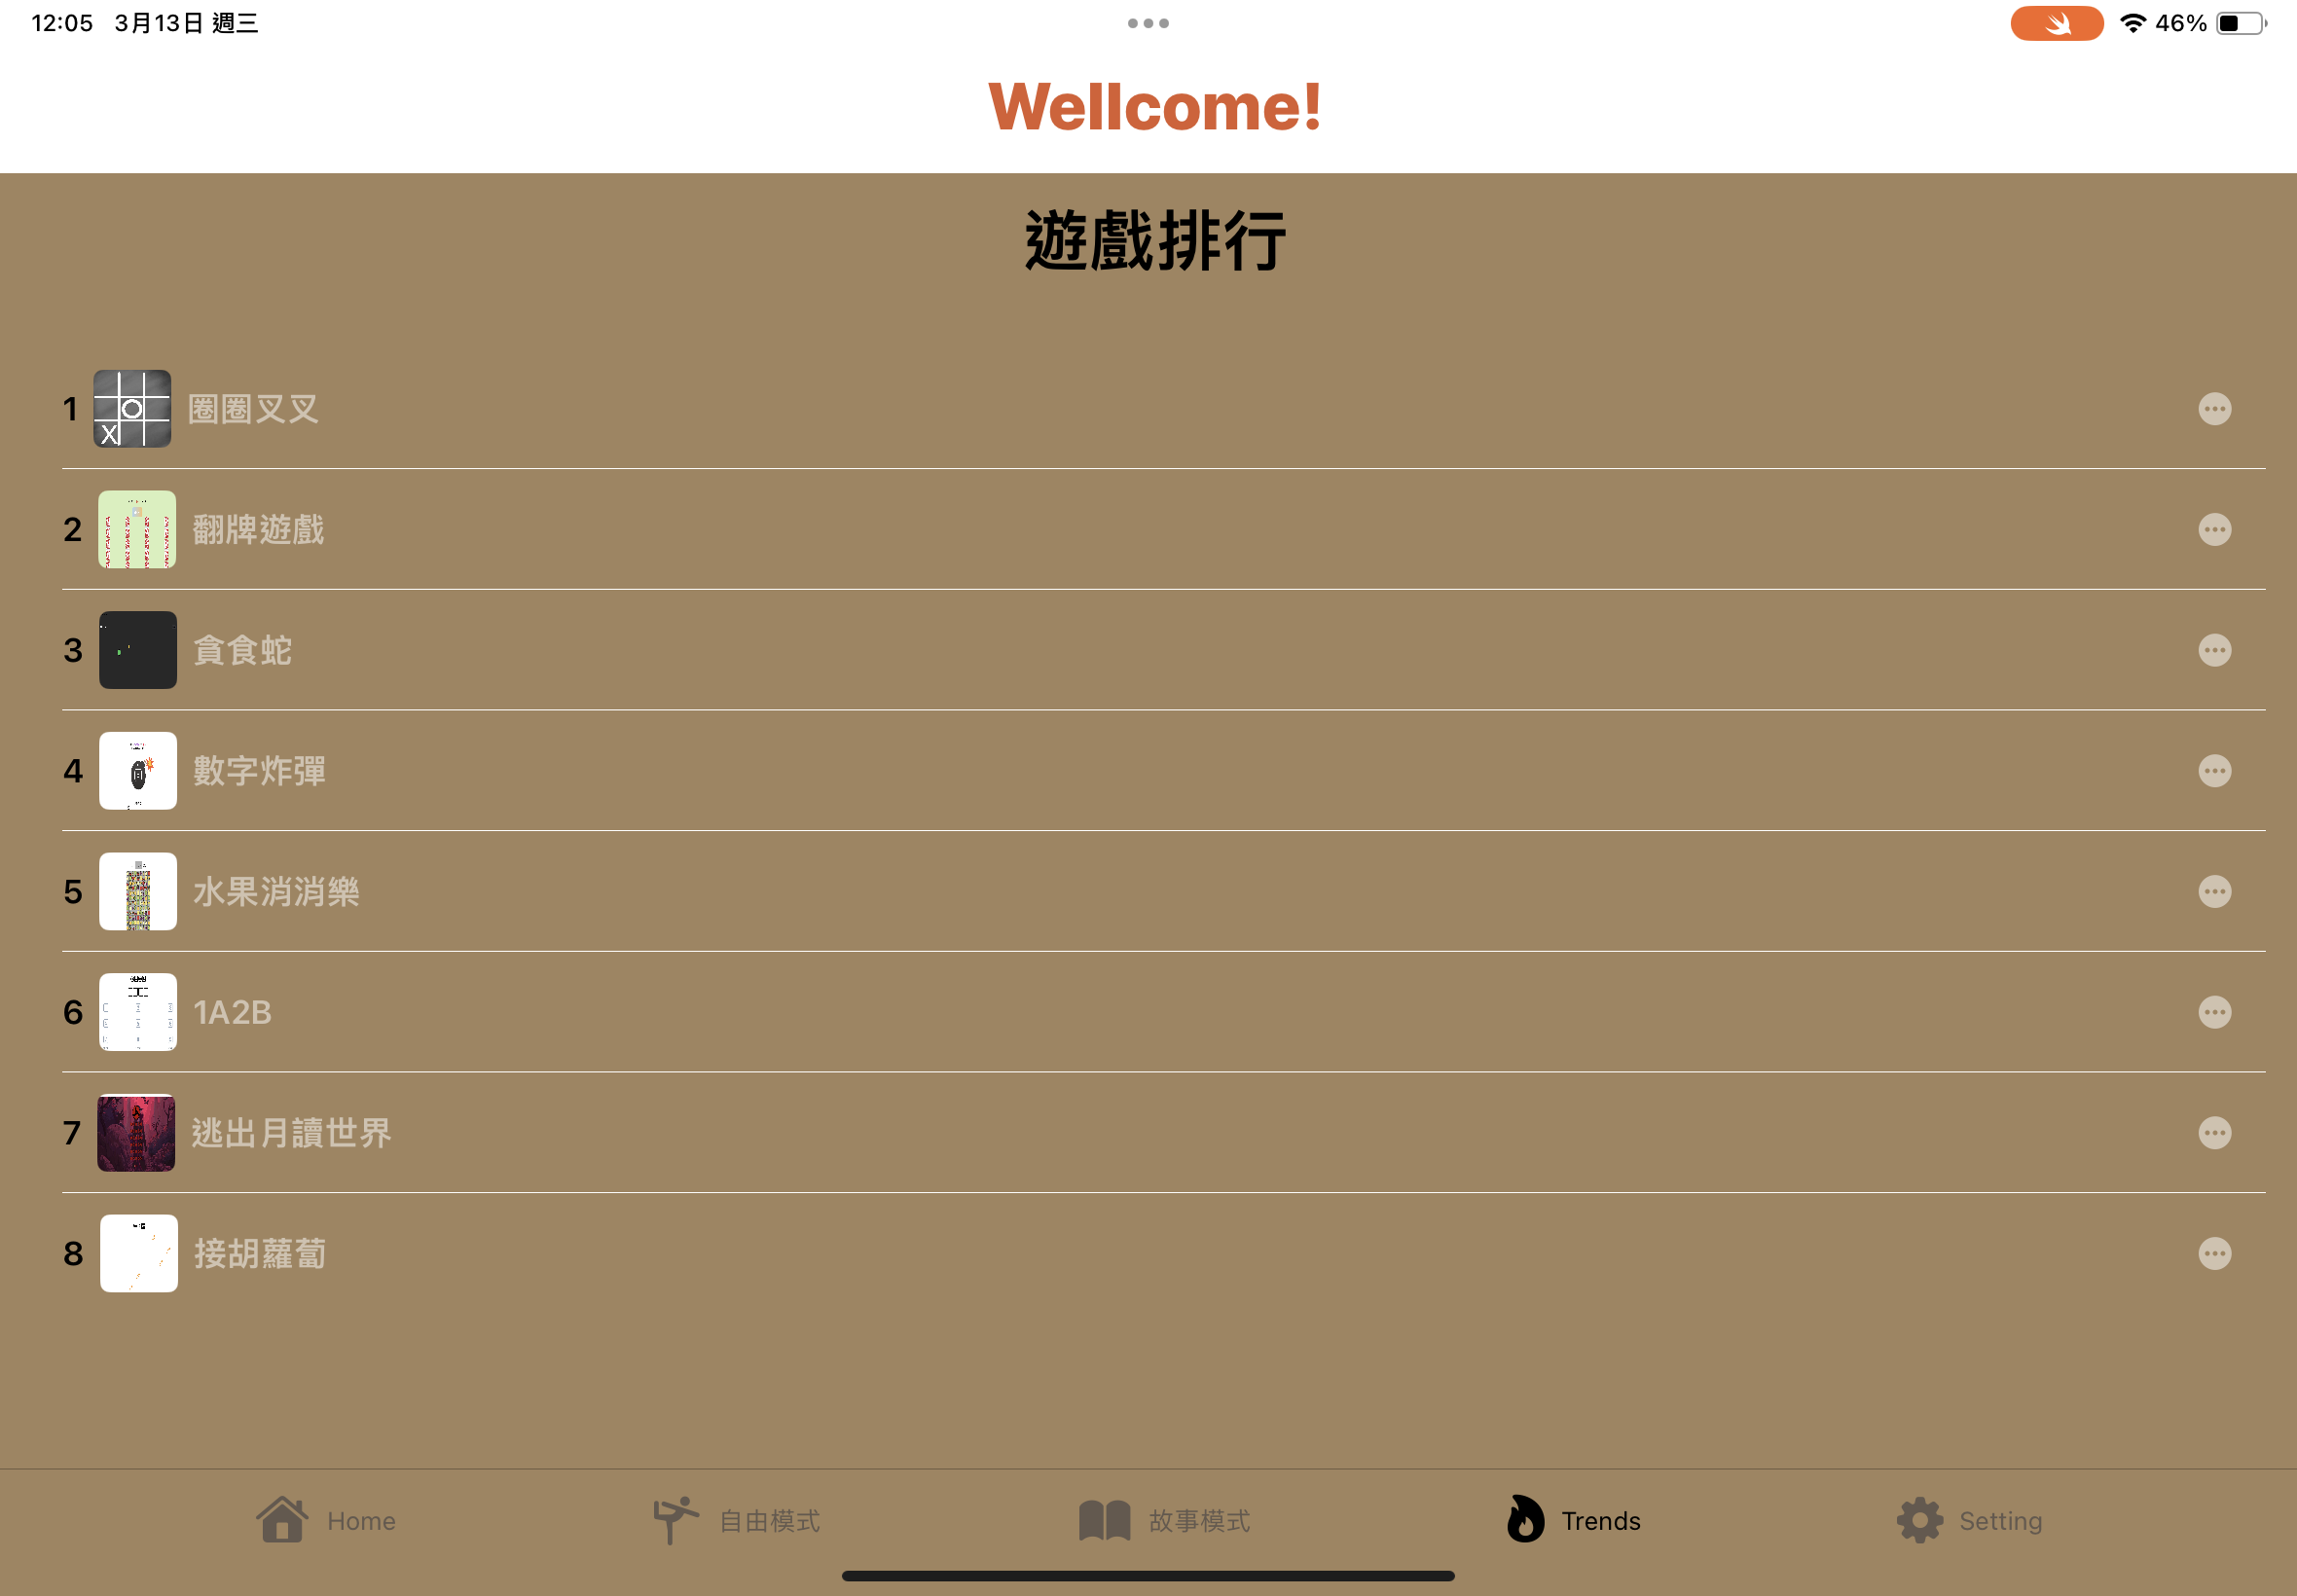 12:05 3月13日 週三
46%
Wellcome!
遊戲排行
1 圈圈叉叉
2 翻牌遊戲
3 貪食蛇
4 數字炸彈
5 水果消消樂
6 1A2B
7 逃出月讀世界
8 接胡蘿蔔
Home 自由模式 故事模式 Trends Setting